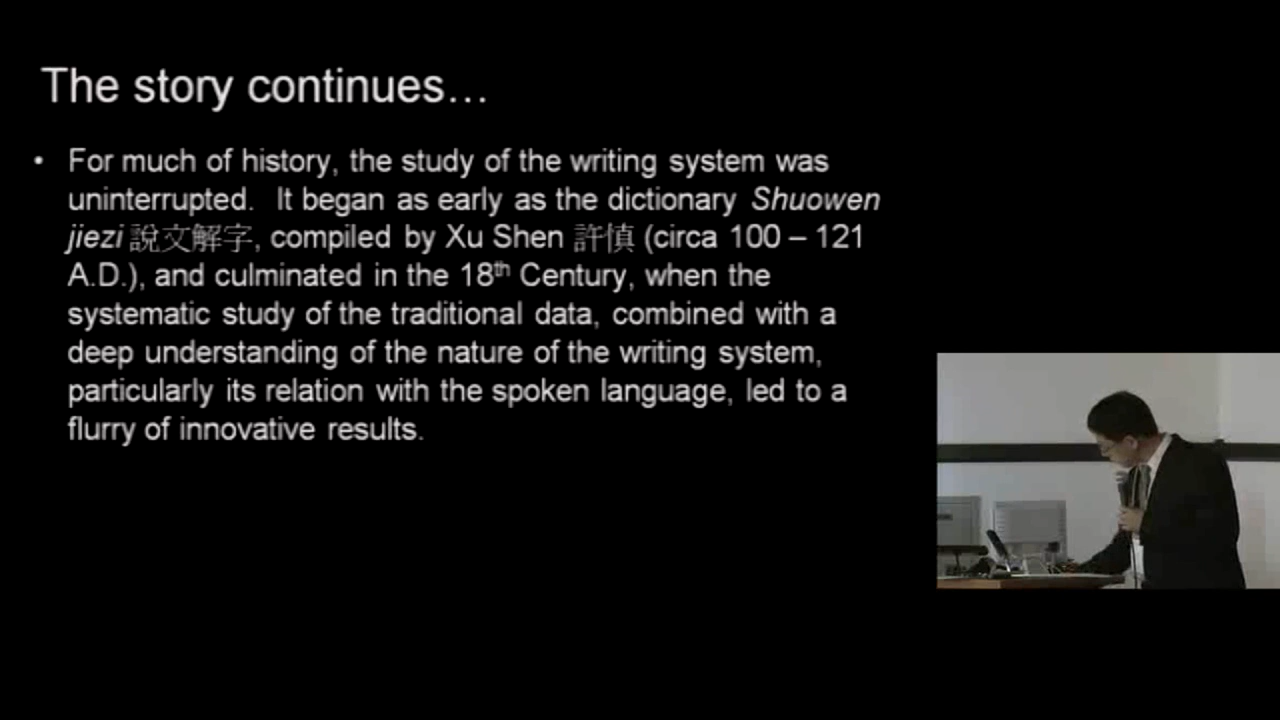 The story continues…
• For much of history, the study of the writing system was
uninterrupted. It began as early as the dictionary Shuowen
jiezi 說文解字, compiled by Xu Shen 許慎 (circa 100 – 121
A.D.), and culminated in the 18th Century, when the
systematic study of the traditional data, combined with a
deep understanding of the nature of the writing system,
particularly its relation with the spoken language, led to a
flurry of innovative results.